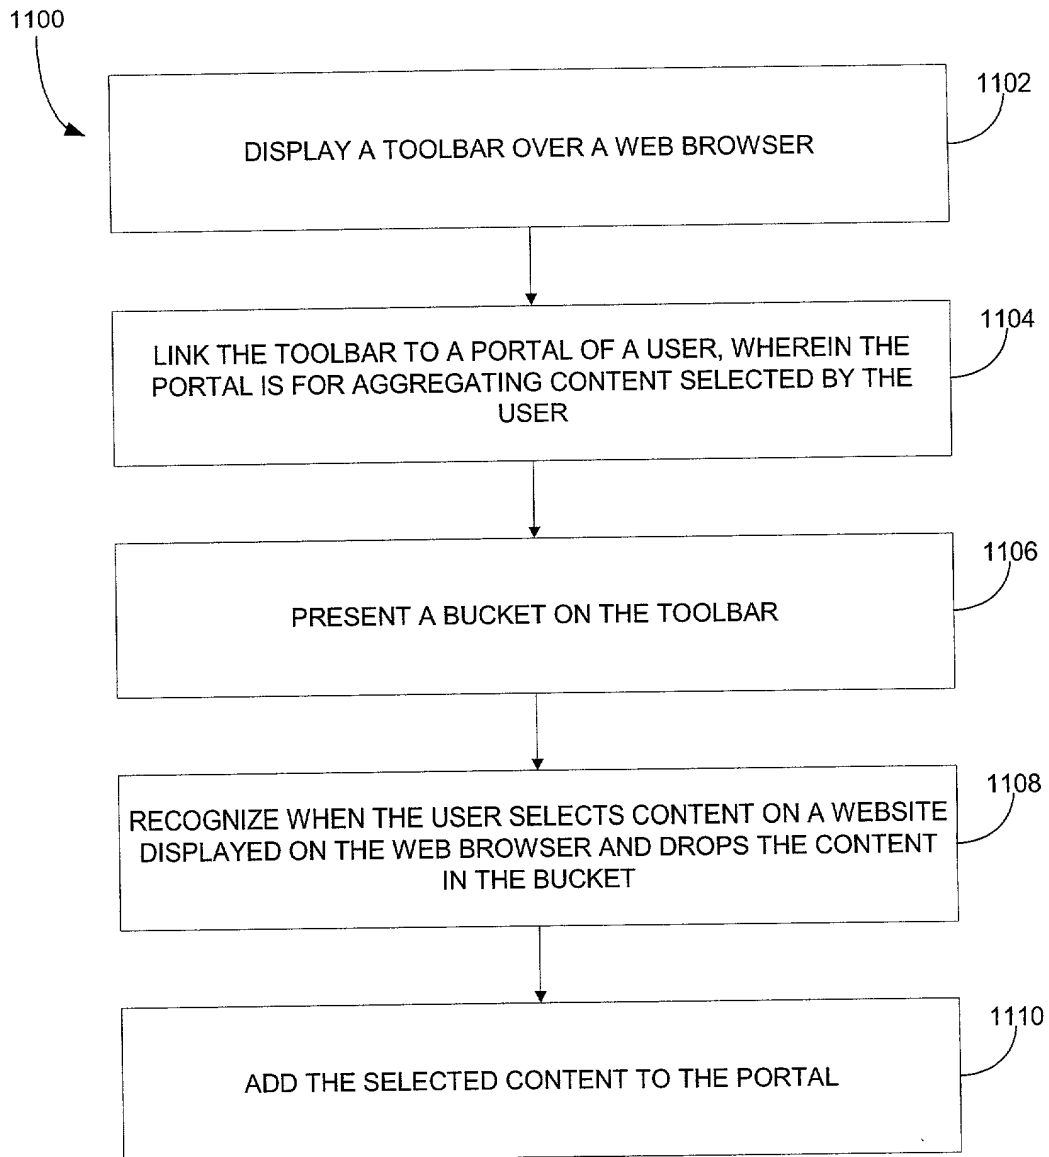 1100
1102
DISPLAY A TOOLBAR OVER A WEB BROWSER
1104
LINK THE TOOLBAR TO A PORTAL OF A USER, WHEREIN THE
PORTAL IS FOR AGGREGATING CONTENT SELECTED BY THE
USER
1106
PRESENT A BUCKET ON THE TOOLBAR
1108
RECOGNIZE WHEN THE USER SELECTS CONTENT ON A WEBSITE
DISPLAYED ON THE WEB BROWSER AND DROPS THE CONTENT
IN THE BUCKET
1110
ADD THE SELECTED CONTENT TO THE PORTAL